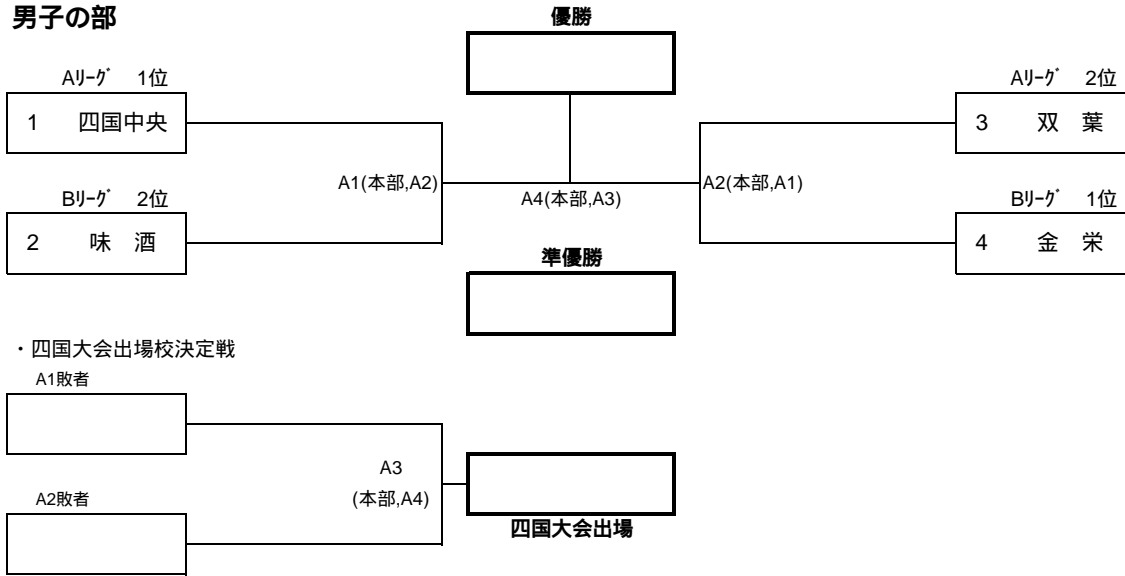 男子の部
優勝
Aﾘｰｸﾞ 1位
1 四国中央
Bﾘｰｸﾞ 2位
2 味 酒
A1(本部,A2)
A4(本部,A3)
A2(本部,A1)
Aﾘｰｸﾞ 2位
3 双 葉
Bﾘｰｸﾞ 1位
4 金 栄
準優勝
・四国大会出場校決定戦
A1敗者
A2敗者
A3
(本部,A4)
四国大会出場